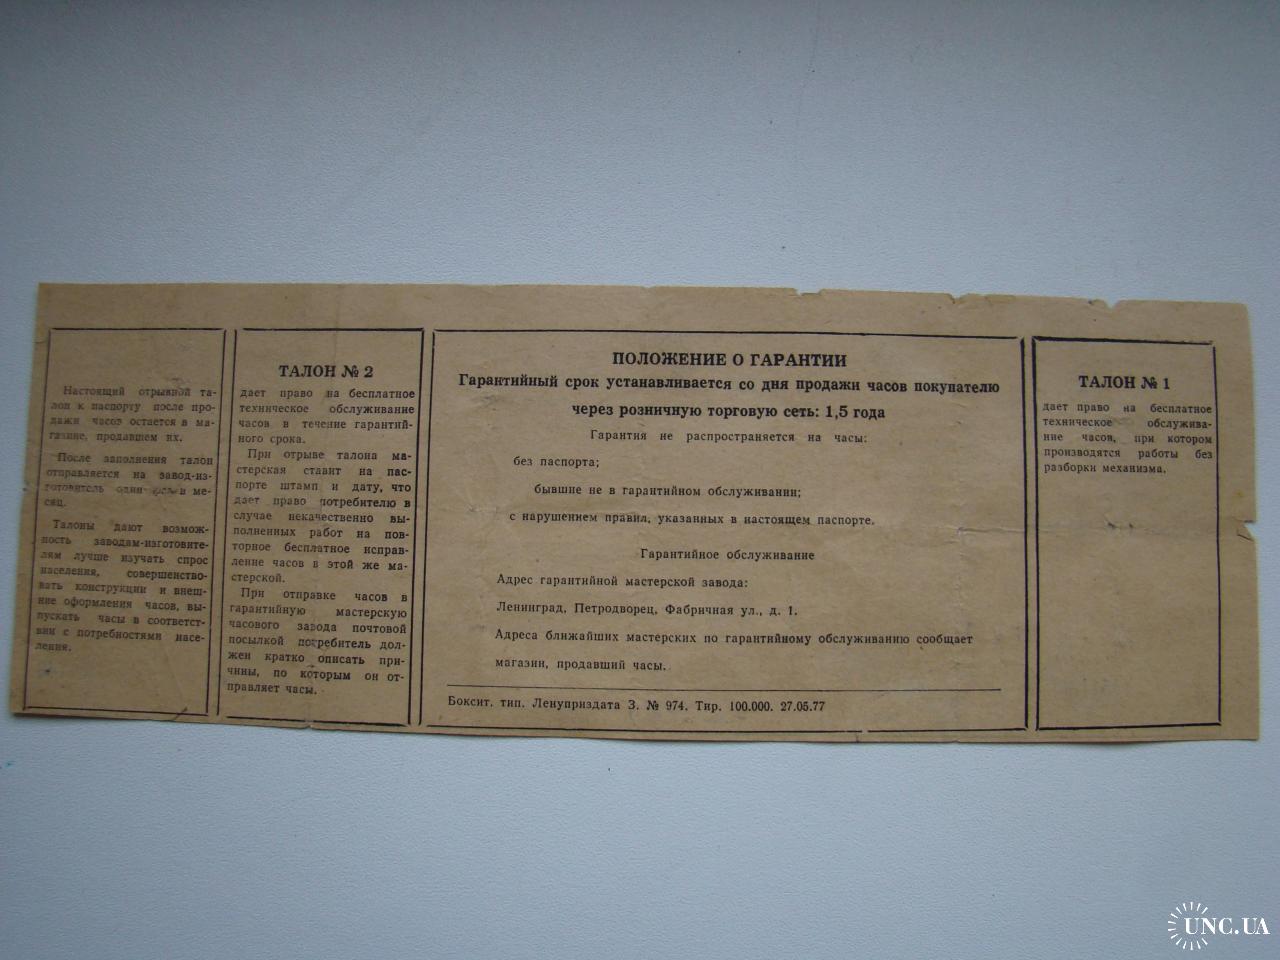 Настоящий отрывной та-
лон к паспорту после про-
дажи часов остается в ма-
газине, продавшем их.
После заполнения талон
отправляется на завод-из-
готовитель один раз в ме-
сяц.
Талоны дают возмож-
ность заводам-изготовите-
лям лучше изучать спрос
населения, совершенство-
вать конструкции и внеш-
ние оформления часов, вы-
пускать часы в соответст-
вии с потребностями насе-
ления.
ТАЛОН № 2
дает право на бесплатное
техническое обслуживание
часов в течение гарантий-
ного срока.
При отрыве талона ма-
стерская ставит на пас-
порте штамп и дату, что
дает право потребителю в
случае некачественно вы-
полненных работ на пов-
торное бесплатное исправ-
ление часов в этой же ма-
стерской.
При отправке часов в
гарантийную мастерскую
часового завода почтовой
посылкой потребитель дол-
жен кратко описать при-
чины, по которым он от-
правляет часы.
ПОЛОЖЕНИЕ О ГАРАНТИИ
Гарантийный срок устанавливается со дня продажи часов покупателю
через розничную торговую сеть: 1,5 года
Гарантия не распространяется на часы:
без паспорта;
бывшие не в гарантийном обслуживании;
с нарушением правил, указанных в настоящем паспорте.
Гарантийное обслуживание
Адрес гарантийной мастерской завода:
Ленинград, Петродворец, Фабричная ул., д. 1.
Адреса ближайших мастерских по гарантийному обслуживанию сообщает
магазин, продавший часы.
Боксит. тип. Ленуприздата З. № 974. Тир. 100.000. 27.05.77
ТАЛОН № 1
дает право на бесплатное
техническое обслужива-
ние часов, при котором
производятся работы без
разборки механизма.
UNC.UA